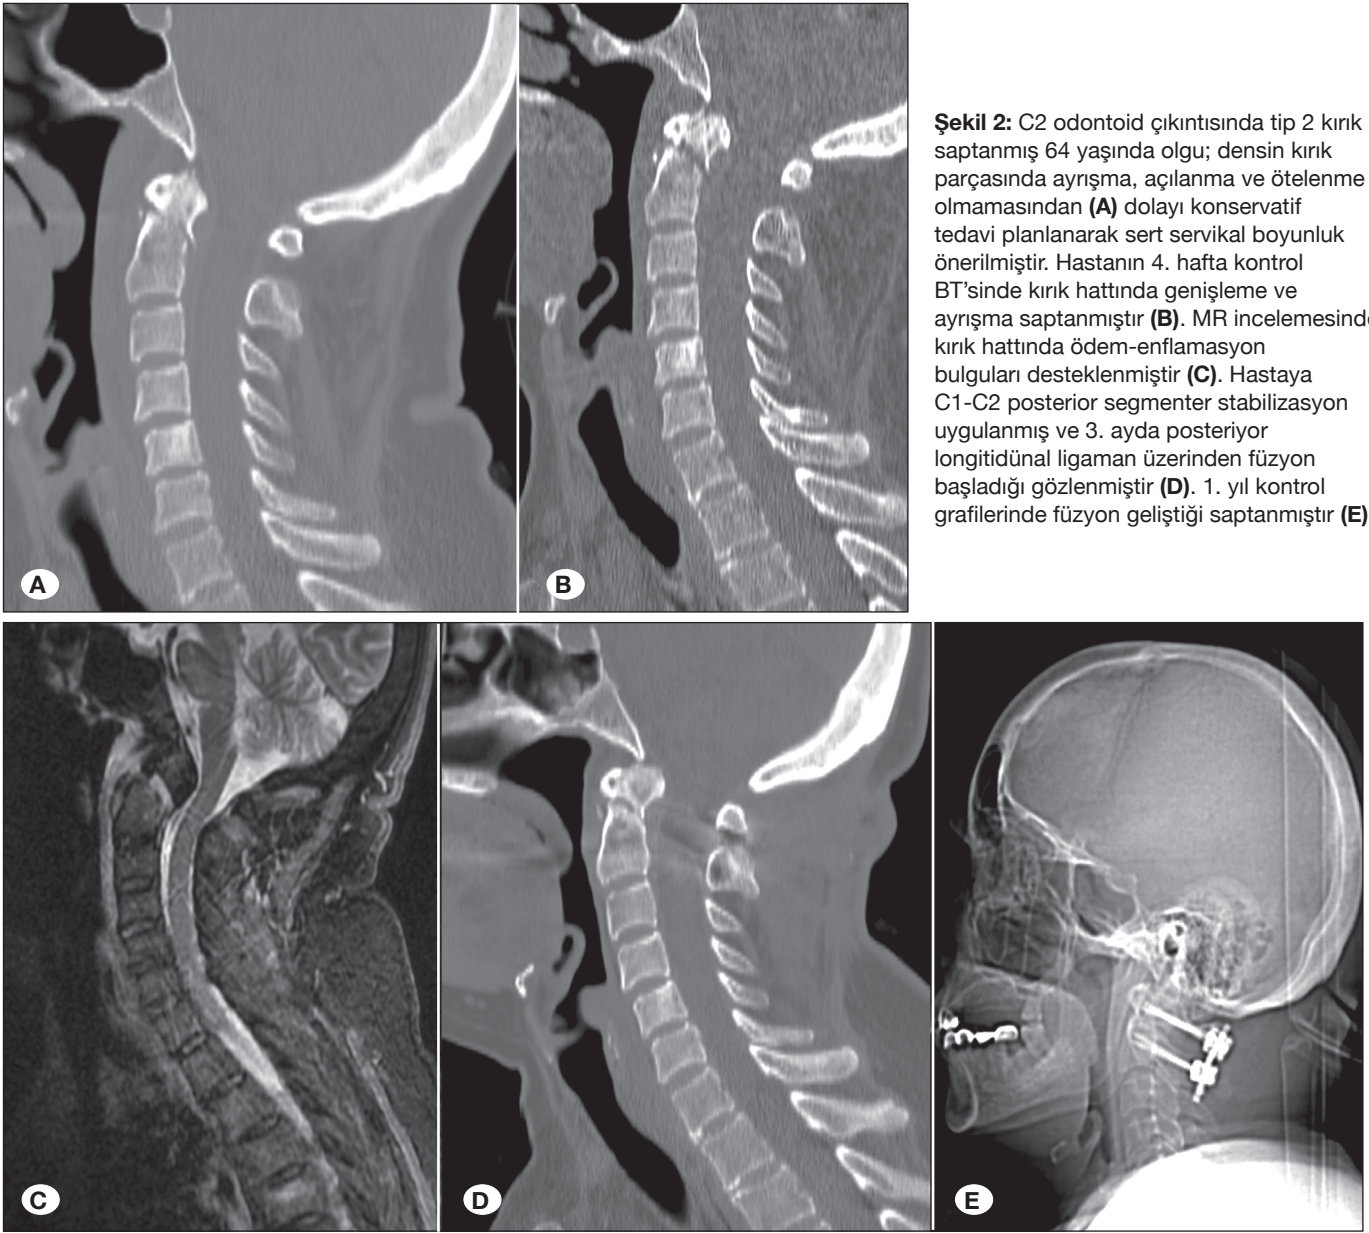 Şekil 2: C2 odontoid çıkıntısında tip 2 kırık
saptanmış 64 yaşında olgu; densin kırık
parçasında ayrışma, açılanma ve ötelenme
olmamasından (A) dolayı konservatif
tedavi planlanarak sert servikal boyunluk
önerilmiştir. Hastanın 4. hafta kontrol
BT’sinde kırık hattında genişleme ve
ayrışma saptanmıştır (B). MR incelemesind
kırık hattında ödem-enflamasyon
bulguları desteklenmiştir (C). Hastaya
C1-C2 posterior segmenter stabilizasyon
uygulanmış ve 3. ayda posteriyor
longitidünal ligaman üzerinden füzyon
başladığı gözlenmiştir (D). 1. yıl kontrol
grafilerinde füzyon geliştiği saptanmıştır (E)
A
B
C
D
E